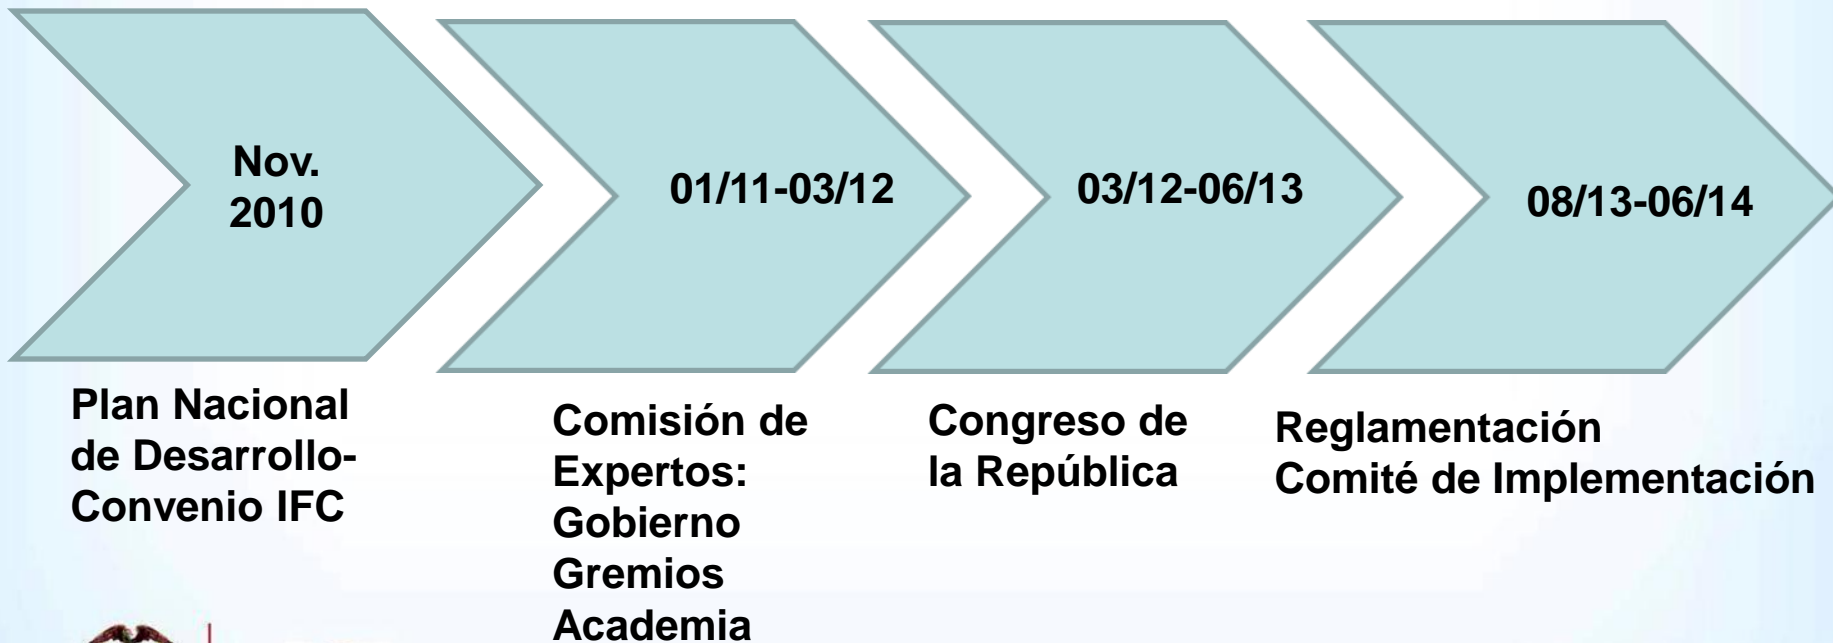 Nov.
2010
01/11-03/12
03/12-06/13
08/13-06/14
Plan Nacional
de Desarrollo-
Convenio IFC
Comisión de
Expertos:
Gobierno
Gremios
Academia
Congreso de
la República
Reglamentación
Comité de Implementación